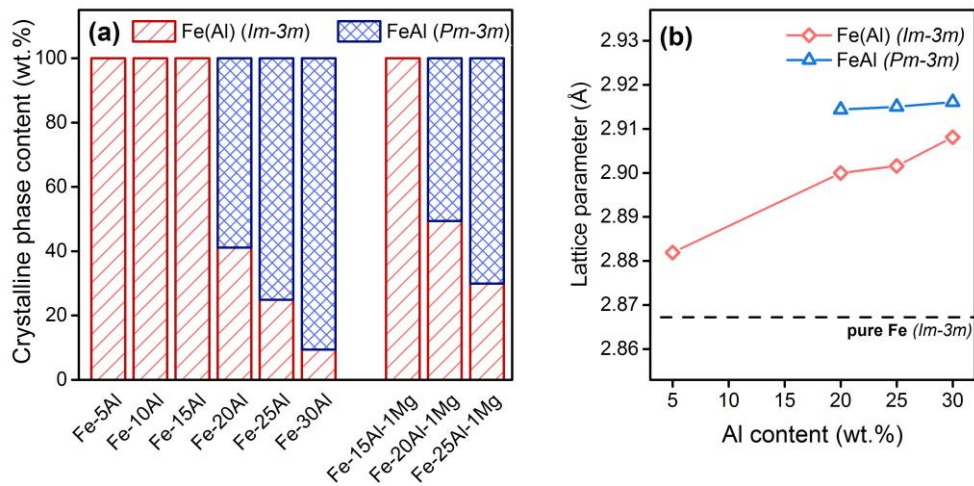 (a)
Fe(Al) (Im-3m)
FeAl (Pm-3m)
Crystalline phase content (wt.%)
100
80
60
40
20
0
Fe-5Al
Fe-10Al
Fe-15Al
Fe-20Al
Fe-25Al
Fe-30Al
Fe-15Al-1Mg
Fe-20Al-1Mg
Fe-25Al-1Mg
(b)
Fe(Al) (Im-3m)
FeAl (Pm-3m)
Lattice parameter (Å)
2.93
2.92
2.91
2.90
2.89
2.88
2.87
2.86
pure Fe (Im-3m)
5 10 15 20 25 30
Al content (wt.%)